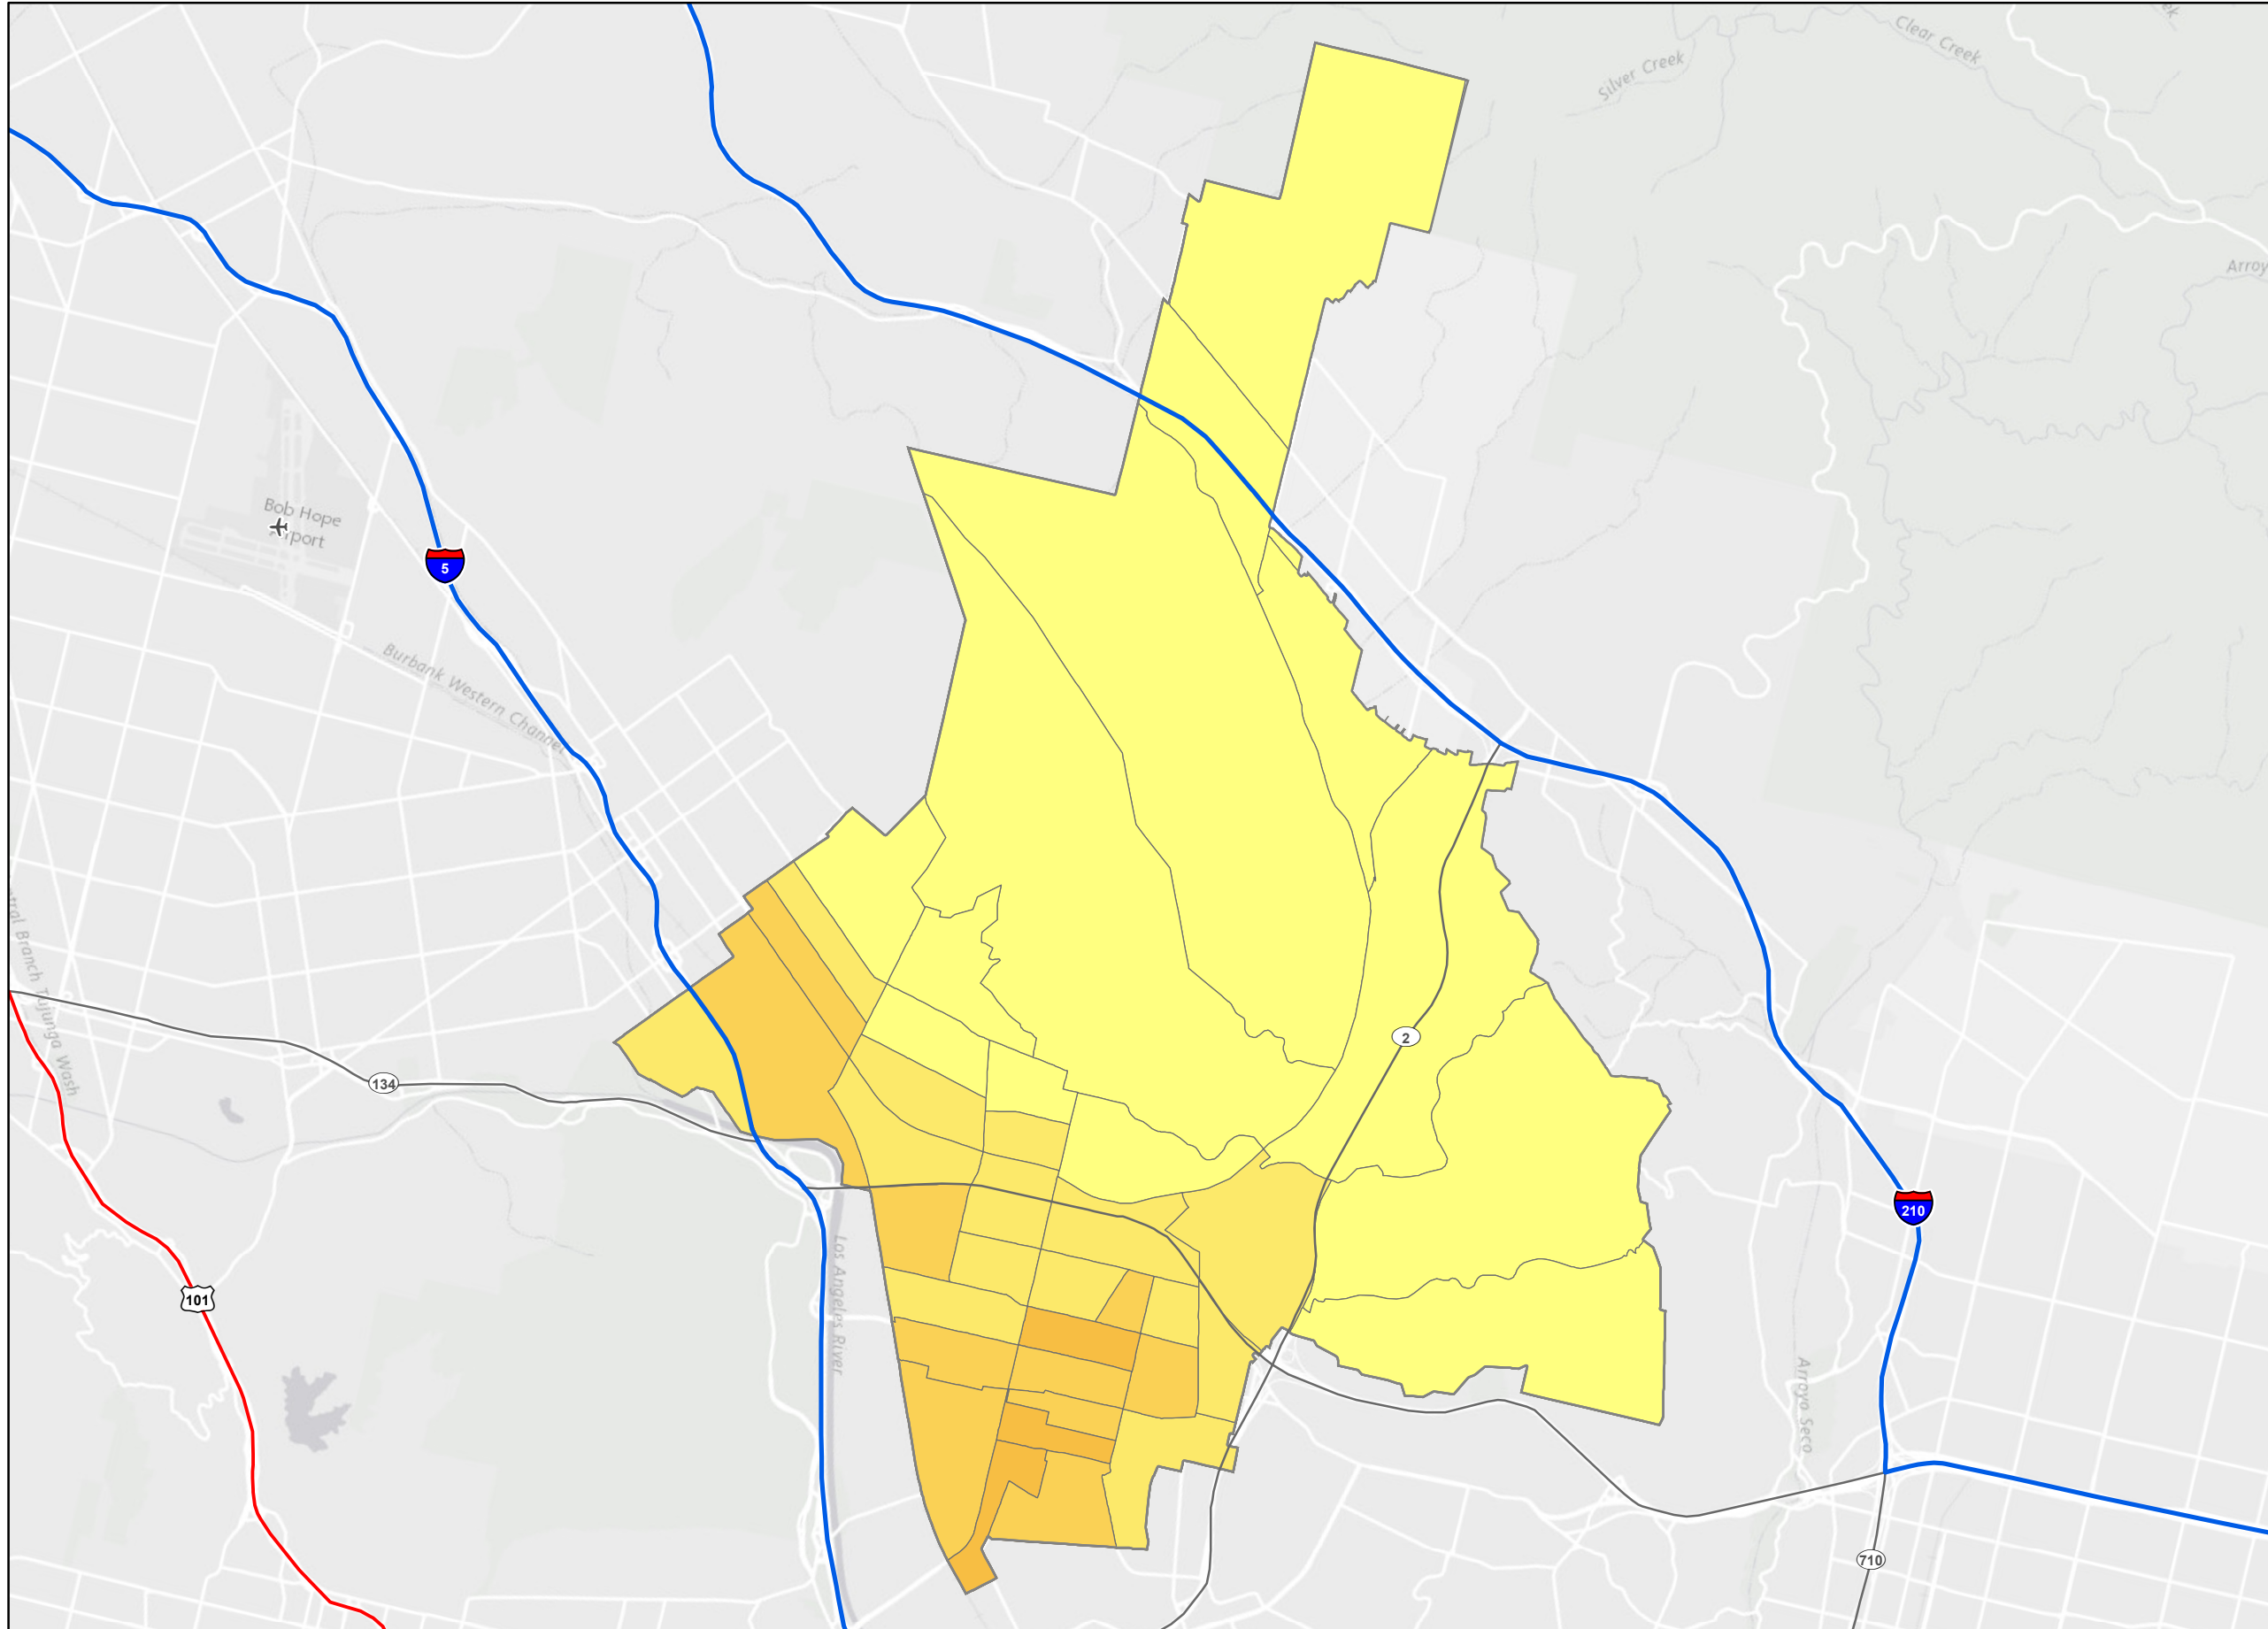 ek
Clear Creek
Silver Creek
Arroy
Bob Hope
rport
5
Burbank Western Channel
tral Branch Tujunga Wash
2
134
210
Los Angeles River
101
Arroyo Seco
710